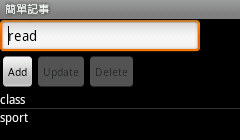 簡單記事
read
Add Update Delete
class
sport